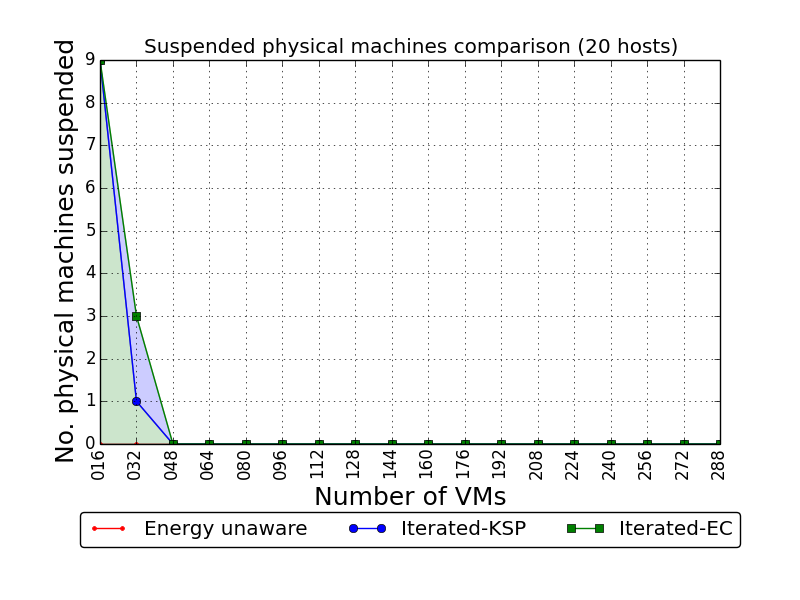 Suspended physical machines comparison (20 hosts)
No. physical machines suspended
9
8
7
6
5
4
3
2
1
0
016 032 048 064 080 096 112 128 144 160 176 192 208 224 240 256 272 288
Number of VMs
Energy unaware Iterated-KSP Iterated-EC